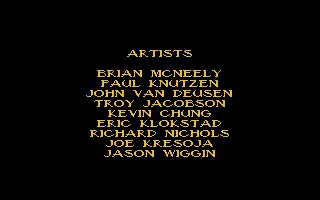 ARTISTS
BRIAN MCNEELY
PAUL KNUTZEN
JOHN VAN DEUSEN
TROY JACOBSON
KEVIN CHUNG
ERIC KLOKSTAD
RICHARD NICHOLS
JOE KRESOJA
JASON WIGGIN